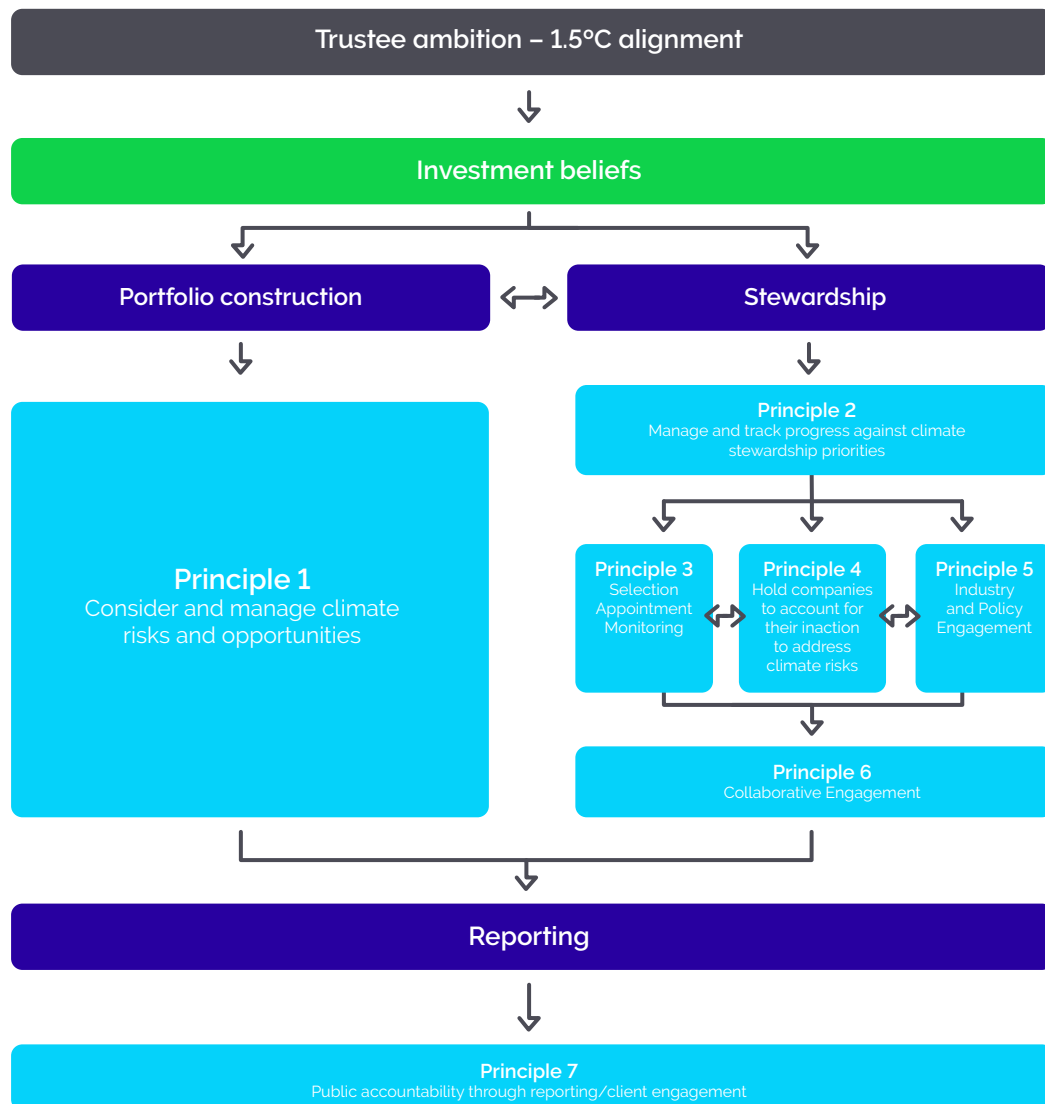 Trustee ambition – 1.5ºC alignment
Investment beliefs
Portfolio construction
Stewardship
Principle 1
Consider and manage climate
risks and opportunities
Principle 2
Manage and track progress against climate
stewardship priorities
Principle 3
Selection
Appointment
Monitoring
Principle 4
Hold companies
to account for
their inaction
to address
climate risks
Principle 5
Industry
and Policy
Engagement
Principle 6
Collaborative Engagement
Reporting
Principle 7
Public accountability through reporting/client engagement